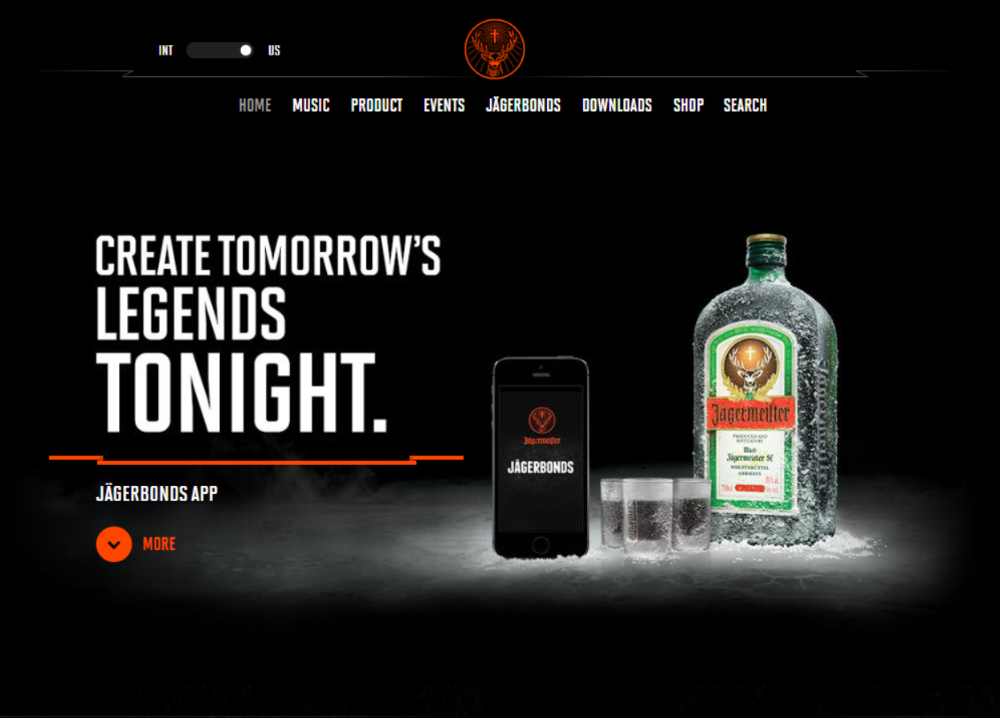 INT US
HOME MUSIC PRODUCT EVENTS JÄGERBONDS DOWNLOADS SHOP SEARCH
CREATE TOMORROW'S
LEGENDS
TONIGHT.
JÄGERBONDS APP
MORE
Jägermeister
JÄGERBONDS
Jägermeister
PRODUCED AND
BOTTLED BY
Mast-
Jägermeister SE
WOLFENBÜTTEL
GERMANY
750ml